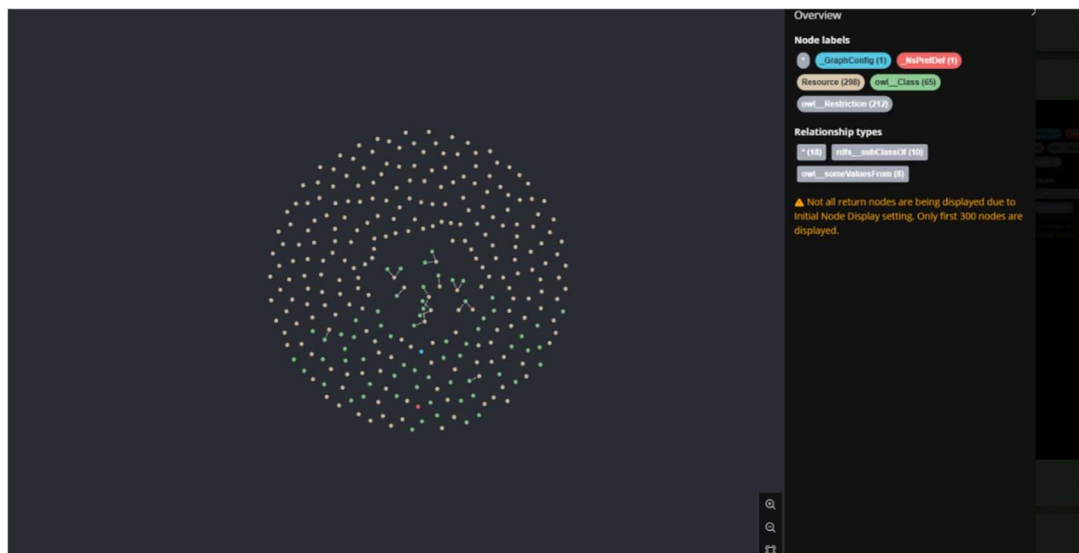 Overview
Node labels
* _GraphConfig (1) _NsPrefDef (1)
Resource (298) owl__Class (65)
owl__Restriction (212)
Relationship types
* (18) rdfs__subClassOf (10)
owl__someValuesFrom (8)
Not all return nodes are being displayed due to
Initial Node Display setting. Only first 300 nodes are
displayed.